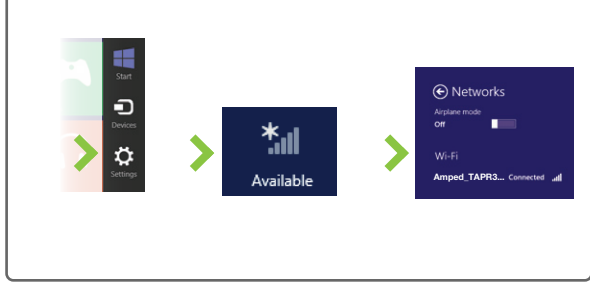 Start
Devices
Settings
Available
Networks
Airplane mode
Off
Wi-Fi
Amped_TAPR3... Connected